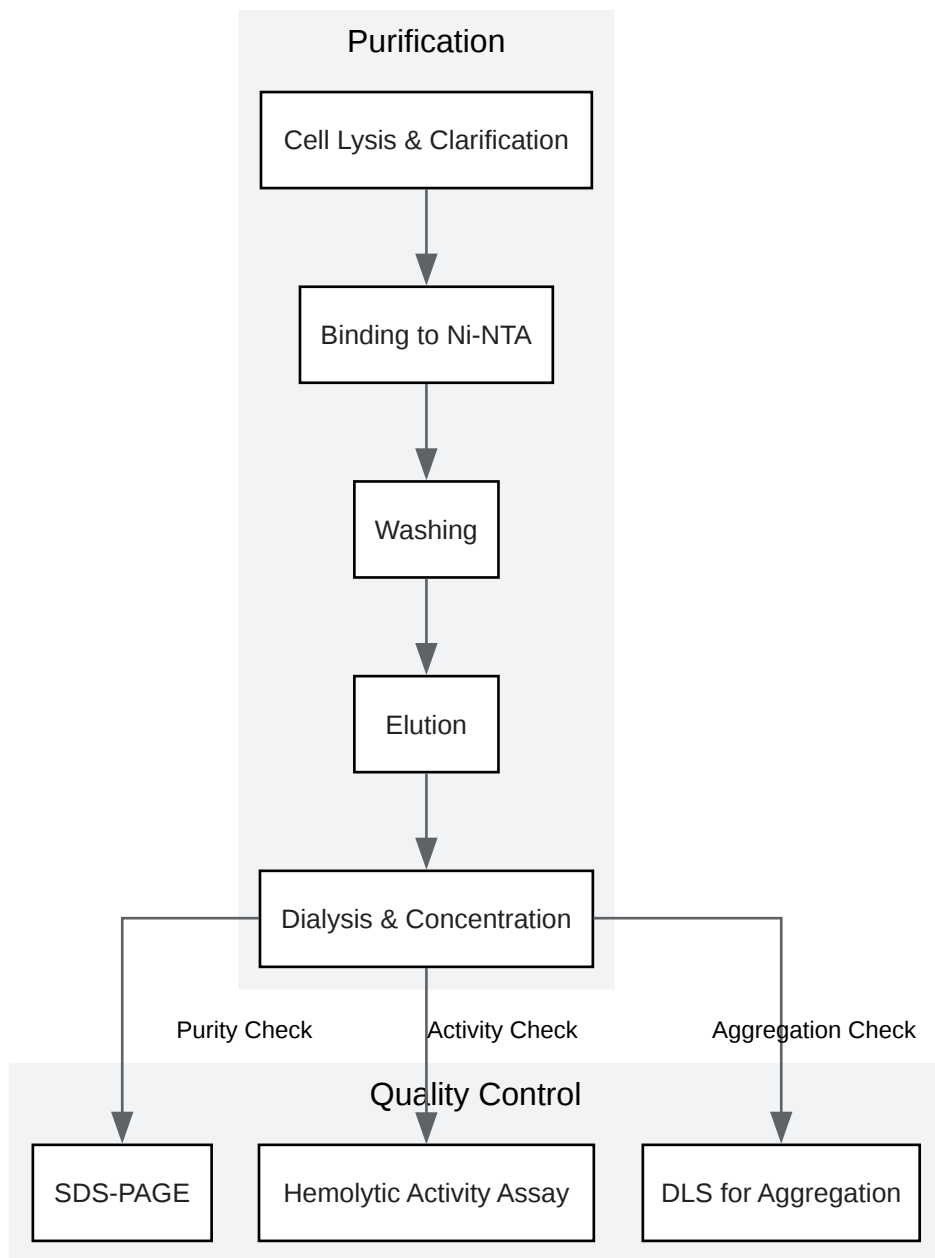 Purification
Cell Lysis & Clarification
Binding to Ni-NTA
Washing
Elution
Dialysis & Concentration
Purity Check
Activity Check
Aggregation Check
Quality Control
SDS-PAGE
Hemolytic Activity Assay
DLS for Aggregation